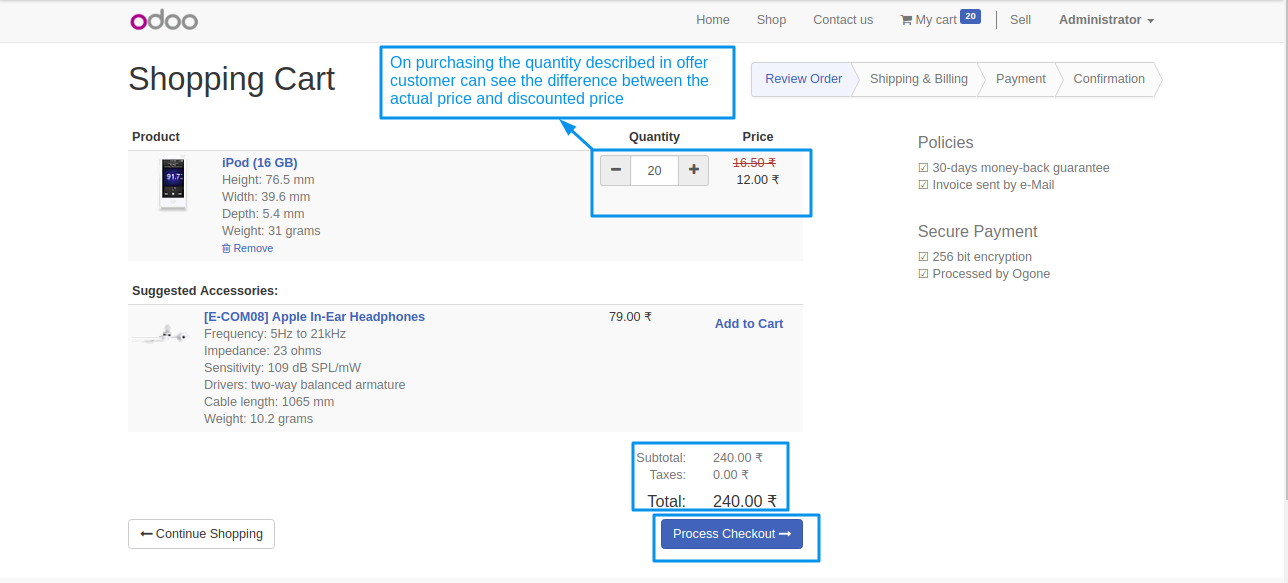 odoo
Home Shop Contact us My cart 20 Sell Administrator
On purchasing the quantity described in offer
customer can see the difference between the
actual price and discounted price
Shopping Cart
Review Order Shipping & Billing Payment Confirmation
Product Quantity Price
iPod (16 GB)
Height: 76.5 mm
Width: 39.6 mm
Depth: 5.4 mm
Weight: 31 grams
Remove
20
16.50 ₹
12.00 ₹
91.7
Policies
☑ 30-days money-back guarantee
☑ Invoice sent by e-Mail
Secure Payment
☑ 256 bit encryption
☑ Processed by Ogone
Suggested Accessories:
[E-COM08] Apple In-Ear Headphones 79.00 ₹ Add to Cart
Frequency: 5Hz to 21kHz
Impedance: 23 ohms
Sensitivity: 109 dB SPL/mW
Drivers: two-way balanced armature
Cable length: 1065 mm
Weight: 10.2 grams
Subtotal: 240.00 ₹
Taxes: 0.00 ₹
Total: 240.00 ₹
← Continue Shopping Process Checkout →